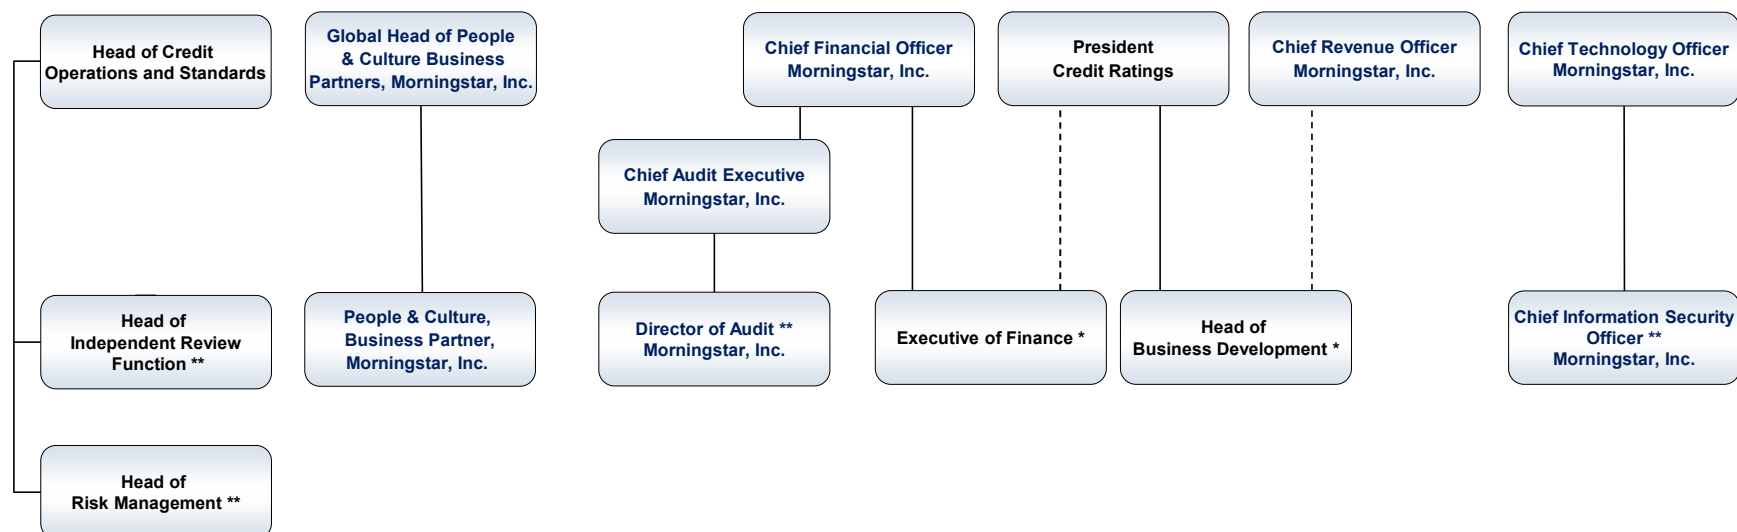 Head of Credit
Operations and Standards
Global Head of People
& Culture Business
Partners, Morningstar, Inc.
Chief Financial Officer
Morningstar, Inc.
President
Credit Ratings
Chief Revenue Officer
Morningstar, Inc.
Chief Technology Officer
Morningstar, Inc.
Chief Audit Executive
Morningstar, Inc.
Head of
Independent Review
Function **
People & Culture,
Business Partner,
Morningstar, Inc.
Director of Audit **
Morningstar, Inc.
Executive of Finance *
Head of
Business Development *
Chief Information Security
Officer **
Morningstar, Inc.
Head of
Risk Management **